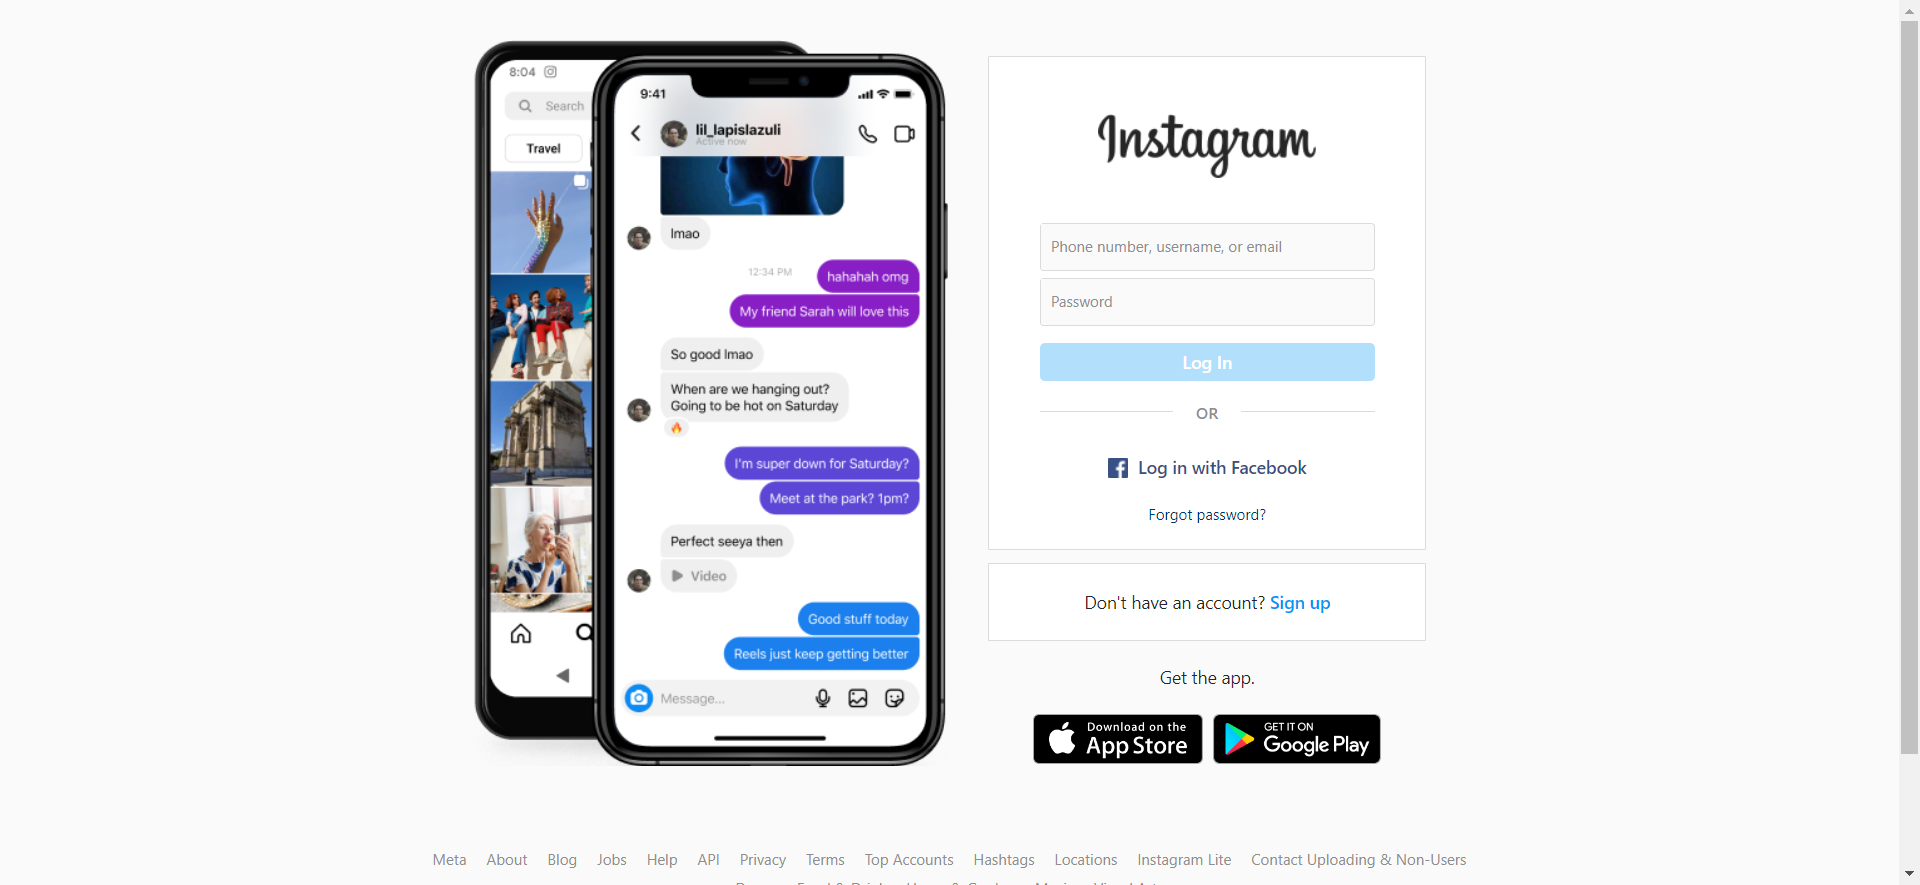 8:04
Search
Travel
9:41
lil_lapislazuli
Active now
lmao
12:34 PM
hahahah omg
My friend Sarah will love this
So good lmao
When are we hanging out?
Going to be hot on Saturday
I'm super down for Saturday?
Meet at the park? 1pm?
Perfect seeya then
Video
Good stuff today
Reels just keep getting better
Message...
Instagram
Phone number, username, or email
Password
Log In
OR
Log in with Facebook
Forgot password?
Don't have an account? Sign up
Get the app.
Download on the
App Store
GET IT ON
Google Play
Meta About Blog Jobs Help API Privacy Terms Top Accounts Hashtags Locations Instagram Lite Contact Uploading & Non-Users